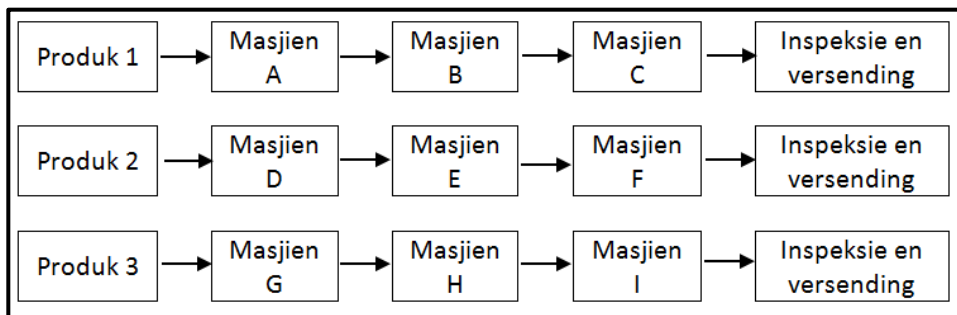 Produk 1
Masjien
A
Masjien
B
Masjien
C
Inspeksie en
versending
Produk 2
Masjien
D
Masjien
E
Masjien
F
Inspeksie en
versending
Produk 3
Masjien
G
Masjien
H
Masjien
I
Inspeksie en
versending